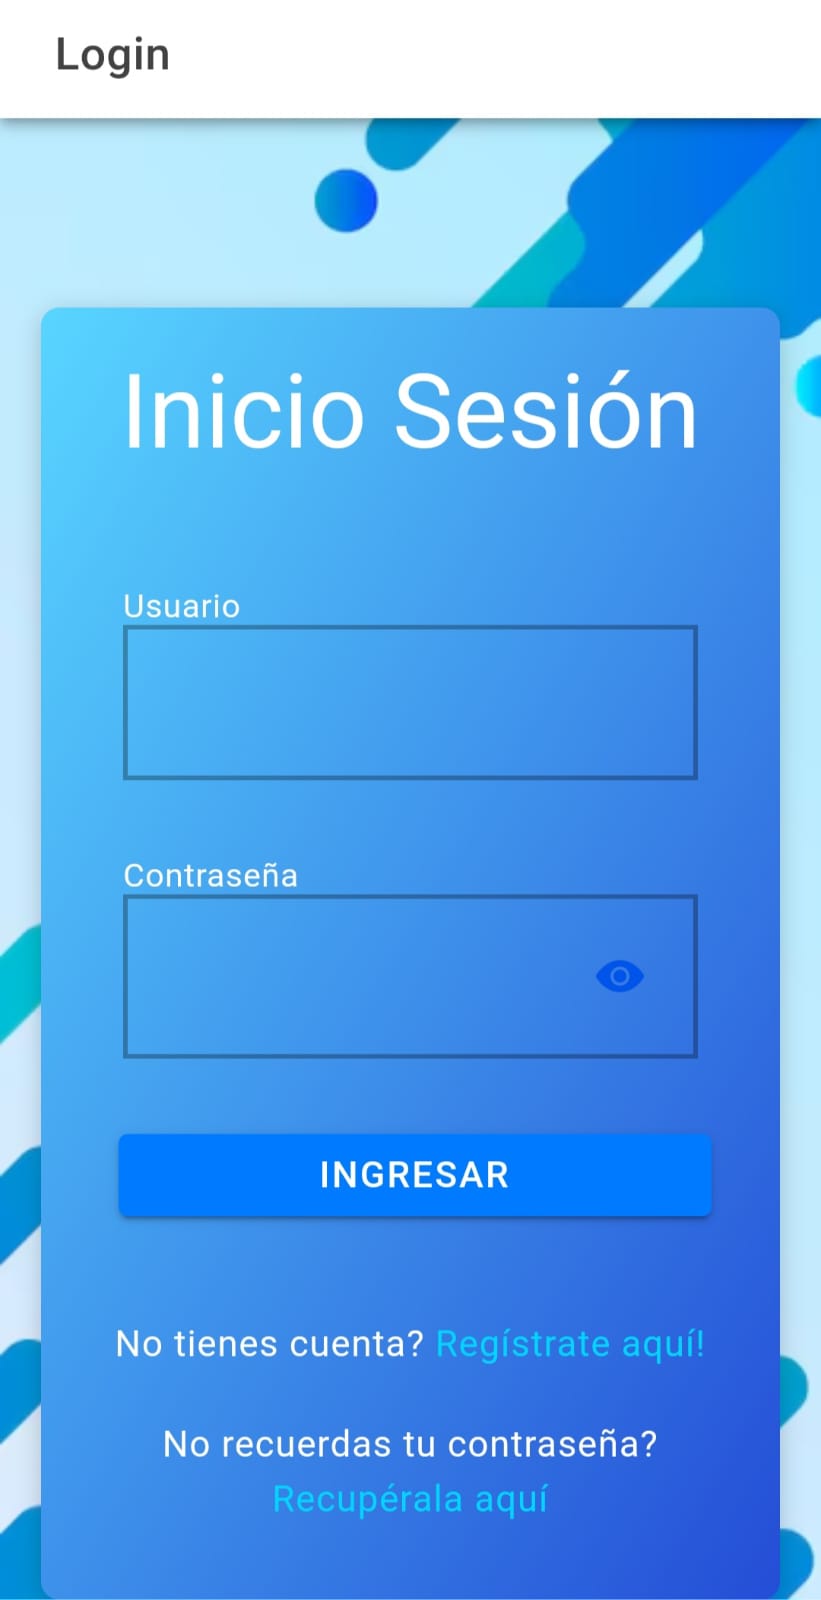 Login
Inicio Sesión
Usuario
Contraseña
INGRESAR
No tienes cuenta? Regístrate aquí!
No recuerdas tu contraseña?
Recupérala aquí